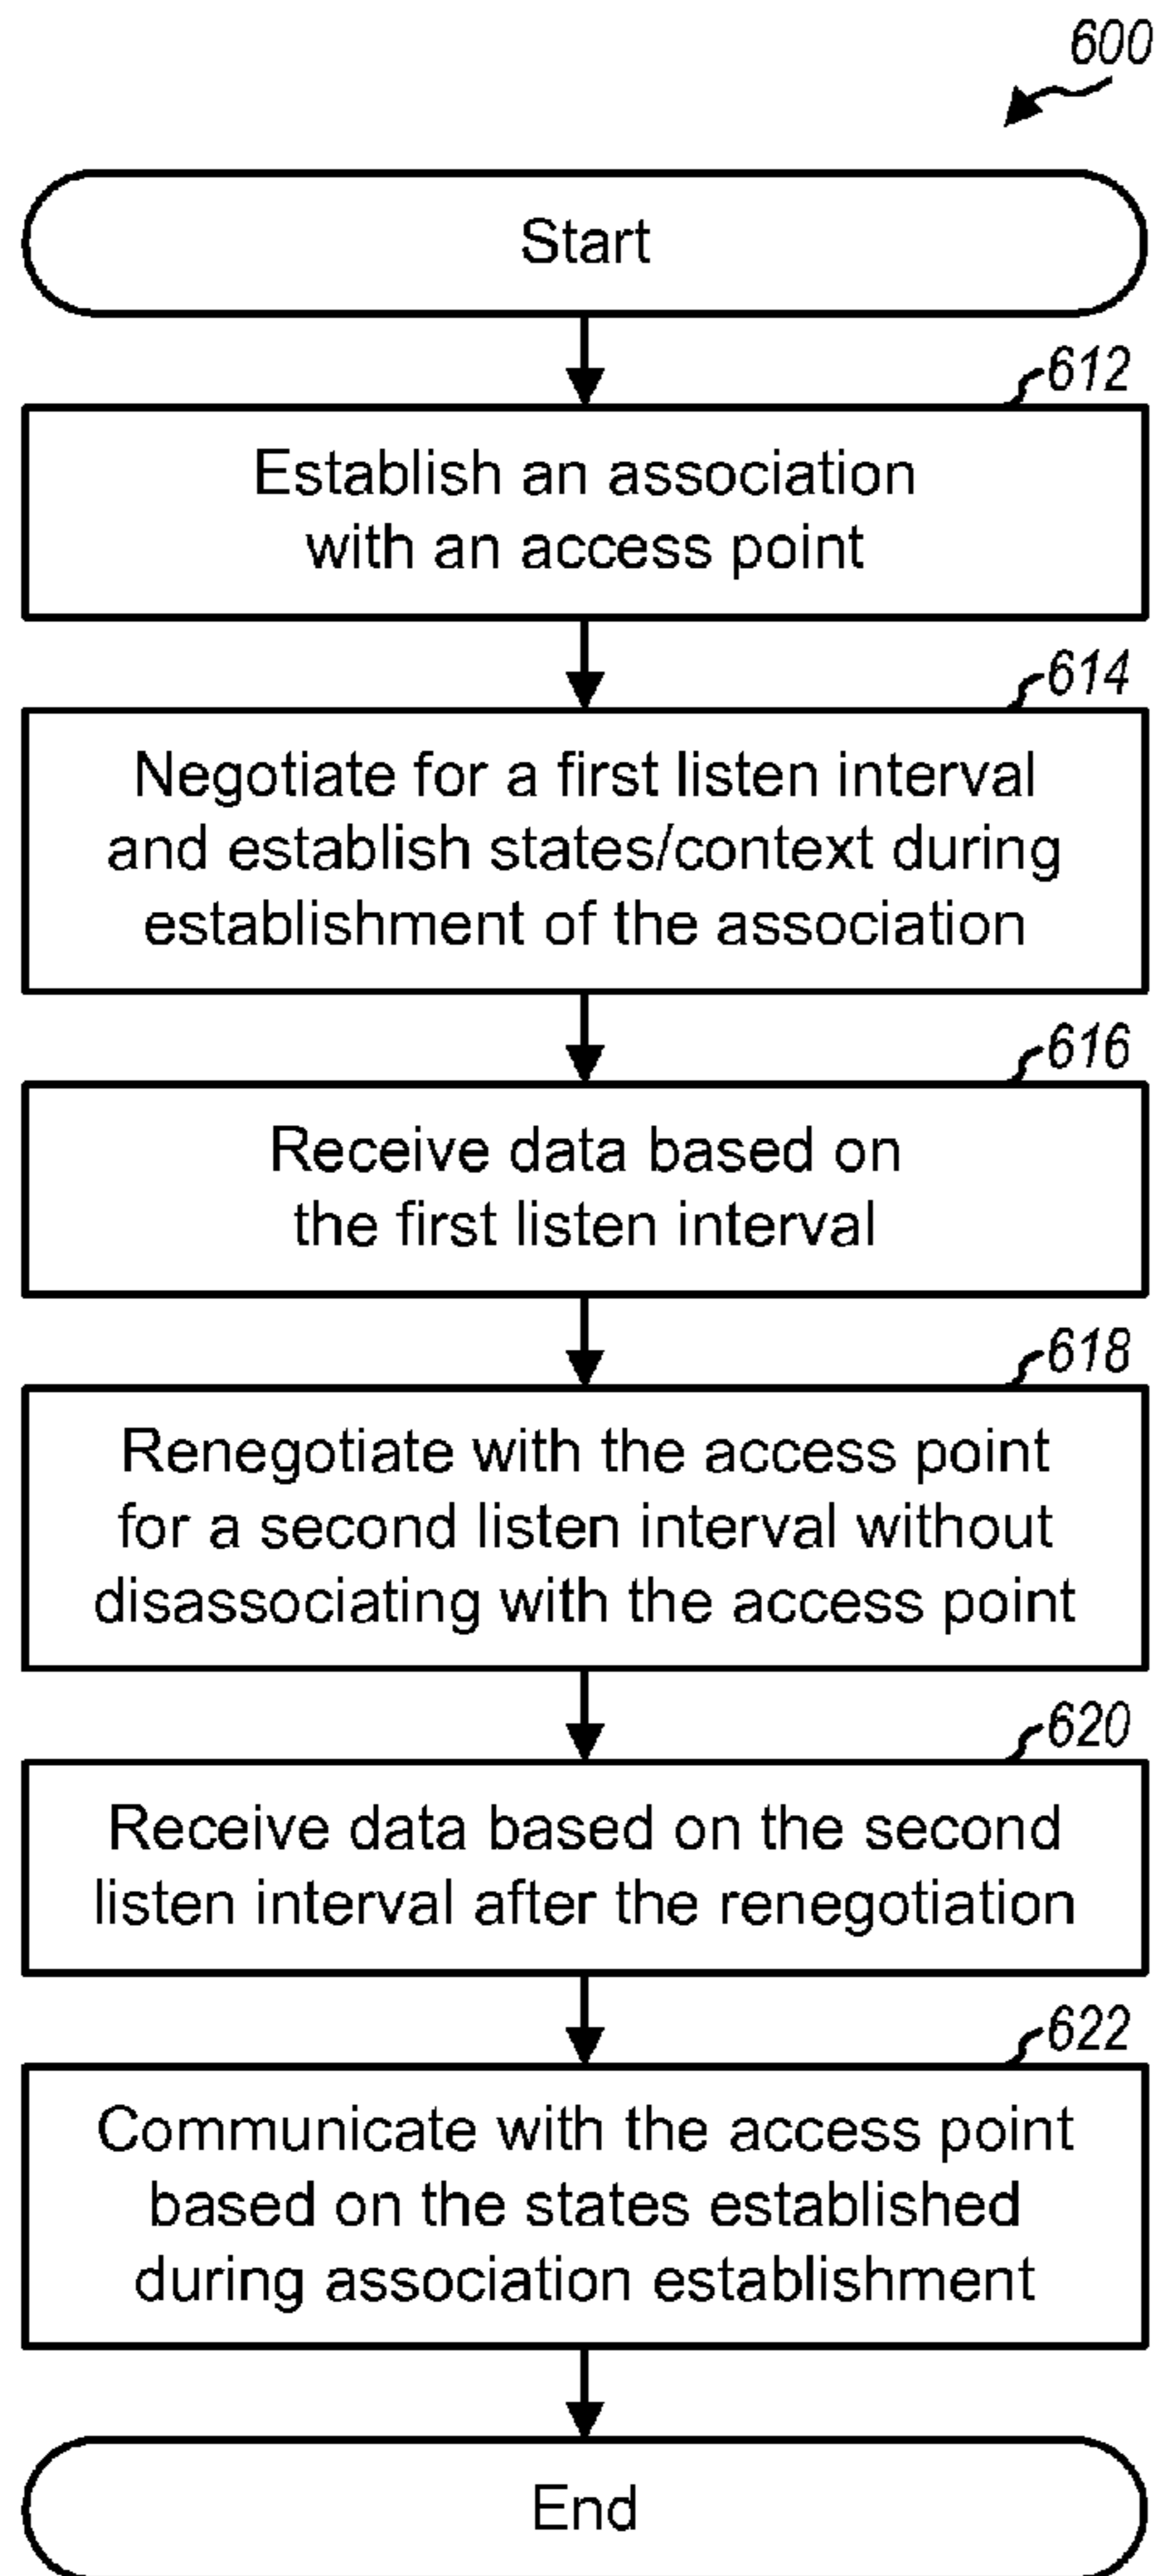 600
Start
612
Establish an association
with an access point
614
Negotiate for a first listen interval
and establish states/context during
establishment of the association
616
Receive data based on
the first listen interval
618
Renegotiate with the access point
for a second listen interval without
disassociating with the access point
620
Receive data based on the second
listen interval after the renegotiation
622
Communicate with the access point
based on the states established
during association establishment
End